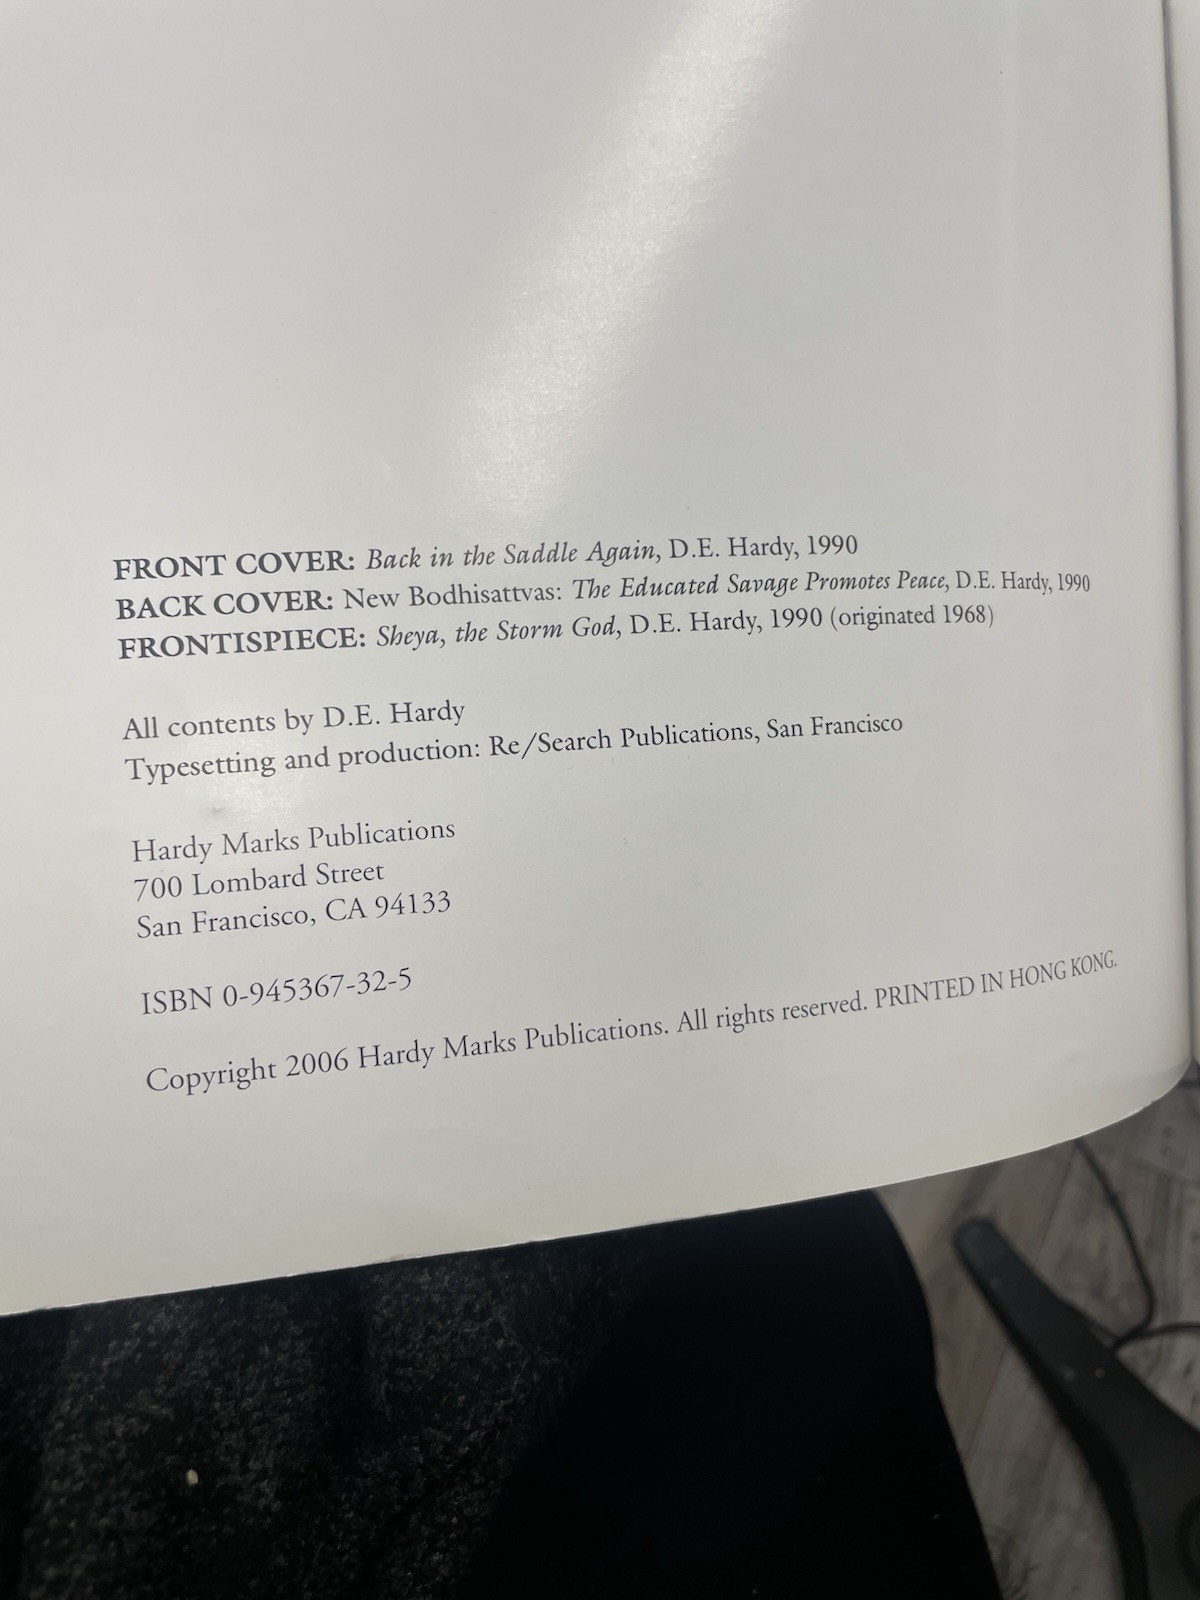 FRONT COVER: Back in the Saddle Again, D.E. Hardy, 1990
BACK COVER: New Bodhisattvas: The Educated Savage Promotes Peace, D.E. Hardy, 1990
FRONTISPIECE: Sheya, the Storm God, D.E. Hardy, 1990 (originated 1968)
All contents by D.E. Hardy
Typesetting and production: Re/Search Publications, San Francisco
Hardy Marks Publications
700 Lombard Street
San Francisco, CA 94133
ISBN 0-945367-32-5
Copyright 2006 Hardy Marks Publications. All rights reserved. PRINTED IN HONG KONG.